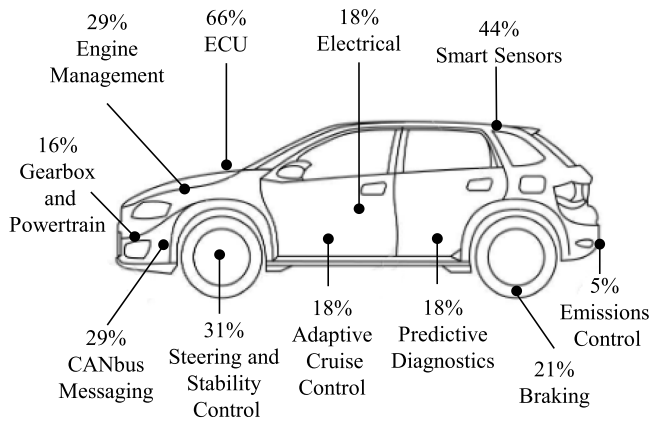 29%
Engine
Management
66%
ECU
18%
Electrical
44%
Smart Sensors
16%
Gearbox
and
Powertrain
29%
CANbus
Messaging
31%
Steering and
Stability
Control
18%
Adaptive
Cruise
Control
18%
Predictive
Diagnostics
21%
Braking
5%
Emissions
Control